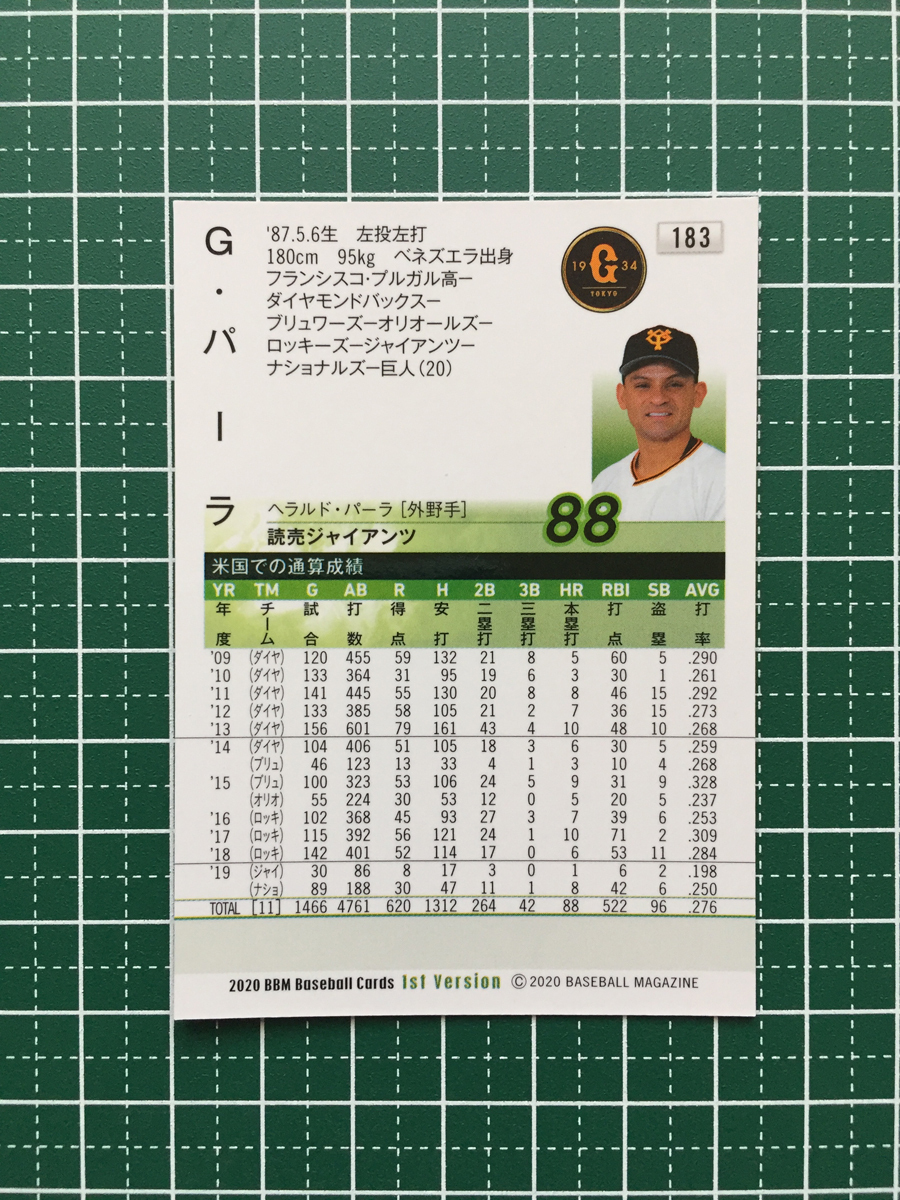 G・パーラ
'87.5.6生 左投左打
180cm 95kg ベネズエラ出身
フランシスコ・プルガル高ー
ダイヤモンドバックスー
ブリュワーズーオリオールズー
ロッキーズージャイアンツー
ナショナルズー巨人(20)
19 G 34
TOKYO
183
ヘラルド・パーラ [外野手]
読売ジャイアンツ
88
米国での通算成績
YR TM G AB R H 2B 3B HR RBI SB AVG
年度 チーム 試合 打数 得点 安打 二塁打 三塁打 本塁打 打点 盗塁 打率
'09 (ダイヤ) 120 455 59 132 21 8 5 60 5 .290
'10 (ダイヤ) 133 364 31 95 19 6 3 30 1 .261
'11 (ダイヤ) 141 445 55 130 20 8 8 46 15 .292
'12 (ダイヤ) 133 385 58 105 21 2 7 36 15 .273
'13 (ダイヤ) 156 601 79 161 43 4 10 48 10 .268
'14 (ダイヤ) 104 406 51 105 18 3 6 30 5 .259
(ブリュ) 46 123 13 33 4 1 3 10 4 .268
'15 (ブリュ) 100 323 53 106 24 5 9 31 9 .328
(オリオ) 55 224 30 53 12 0 5 20 5 .237
'16 (ロッキ) 102 368 45 93 27 3 7 39 6 .253
'17 (ロッキ) 115 392 56 121 24 1 10 71 2 .309
'18 (ロッキ) 142 401 52 114 17 0 6 53 11 .284
'19 (ジャイ) 30 86 8 17 3 0 1 6 2 .198
(ナショ) 89 188 30 47 11 1 8 42 6 .250
TOTAL [11] 1466 4761 620 1312 264 42 88 522 96 .276
2020 BBM Baseball Cards 1st Version ©2020 BASEBALL MAGAZINE